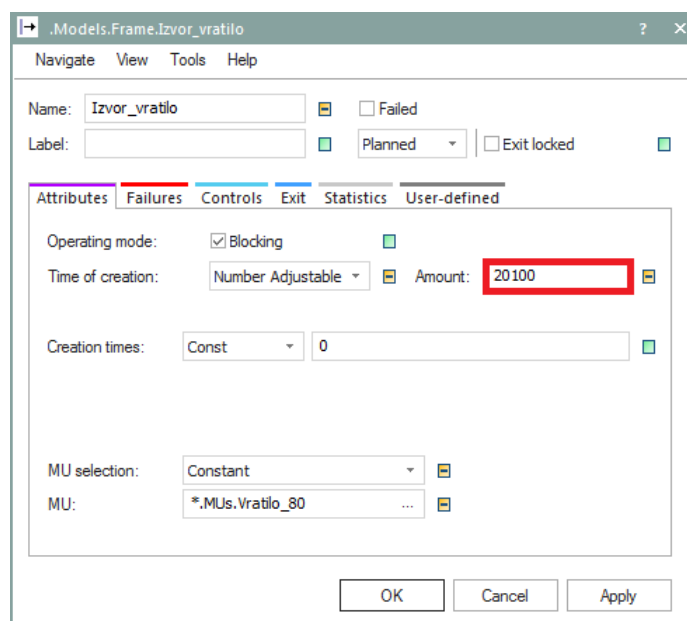 .Models.Frame.Izvor_vratilo ? ×
Navigate View Tools Help
Name: Izvor_vratilo Failed
Label: Planned Exit locked
Attributes Failures Controls Exit Statistics User-defined
Operating mode: Blocking
Time of creation: Number Adjustable Amount: 20100
Creation times: Const 0
MU selection: Constant
MU: *.MUs.Vratilo_80 ...
OK Cancel Apply